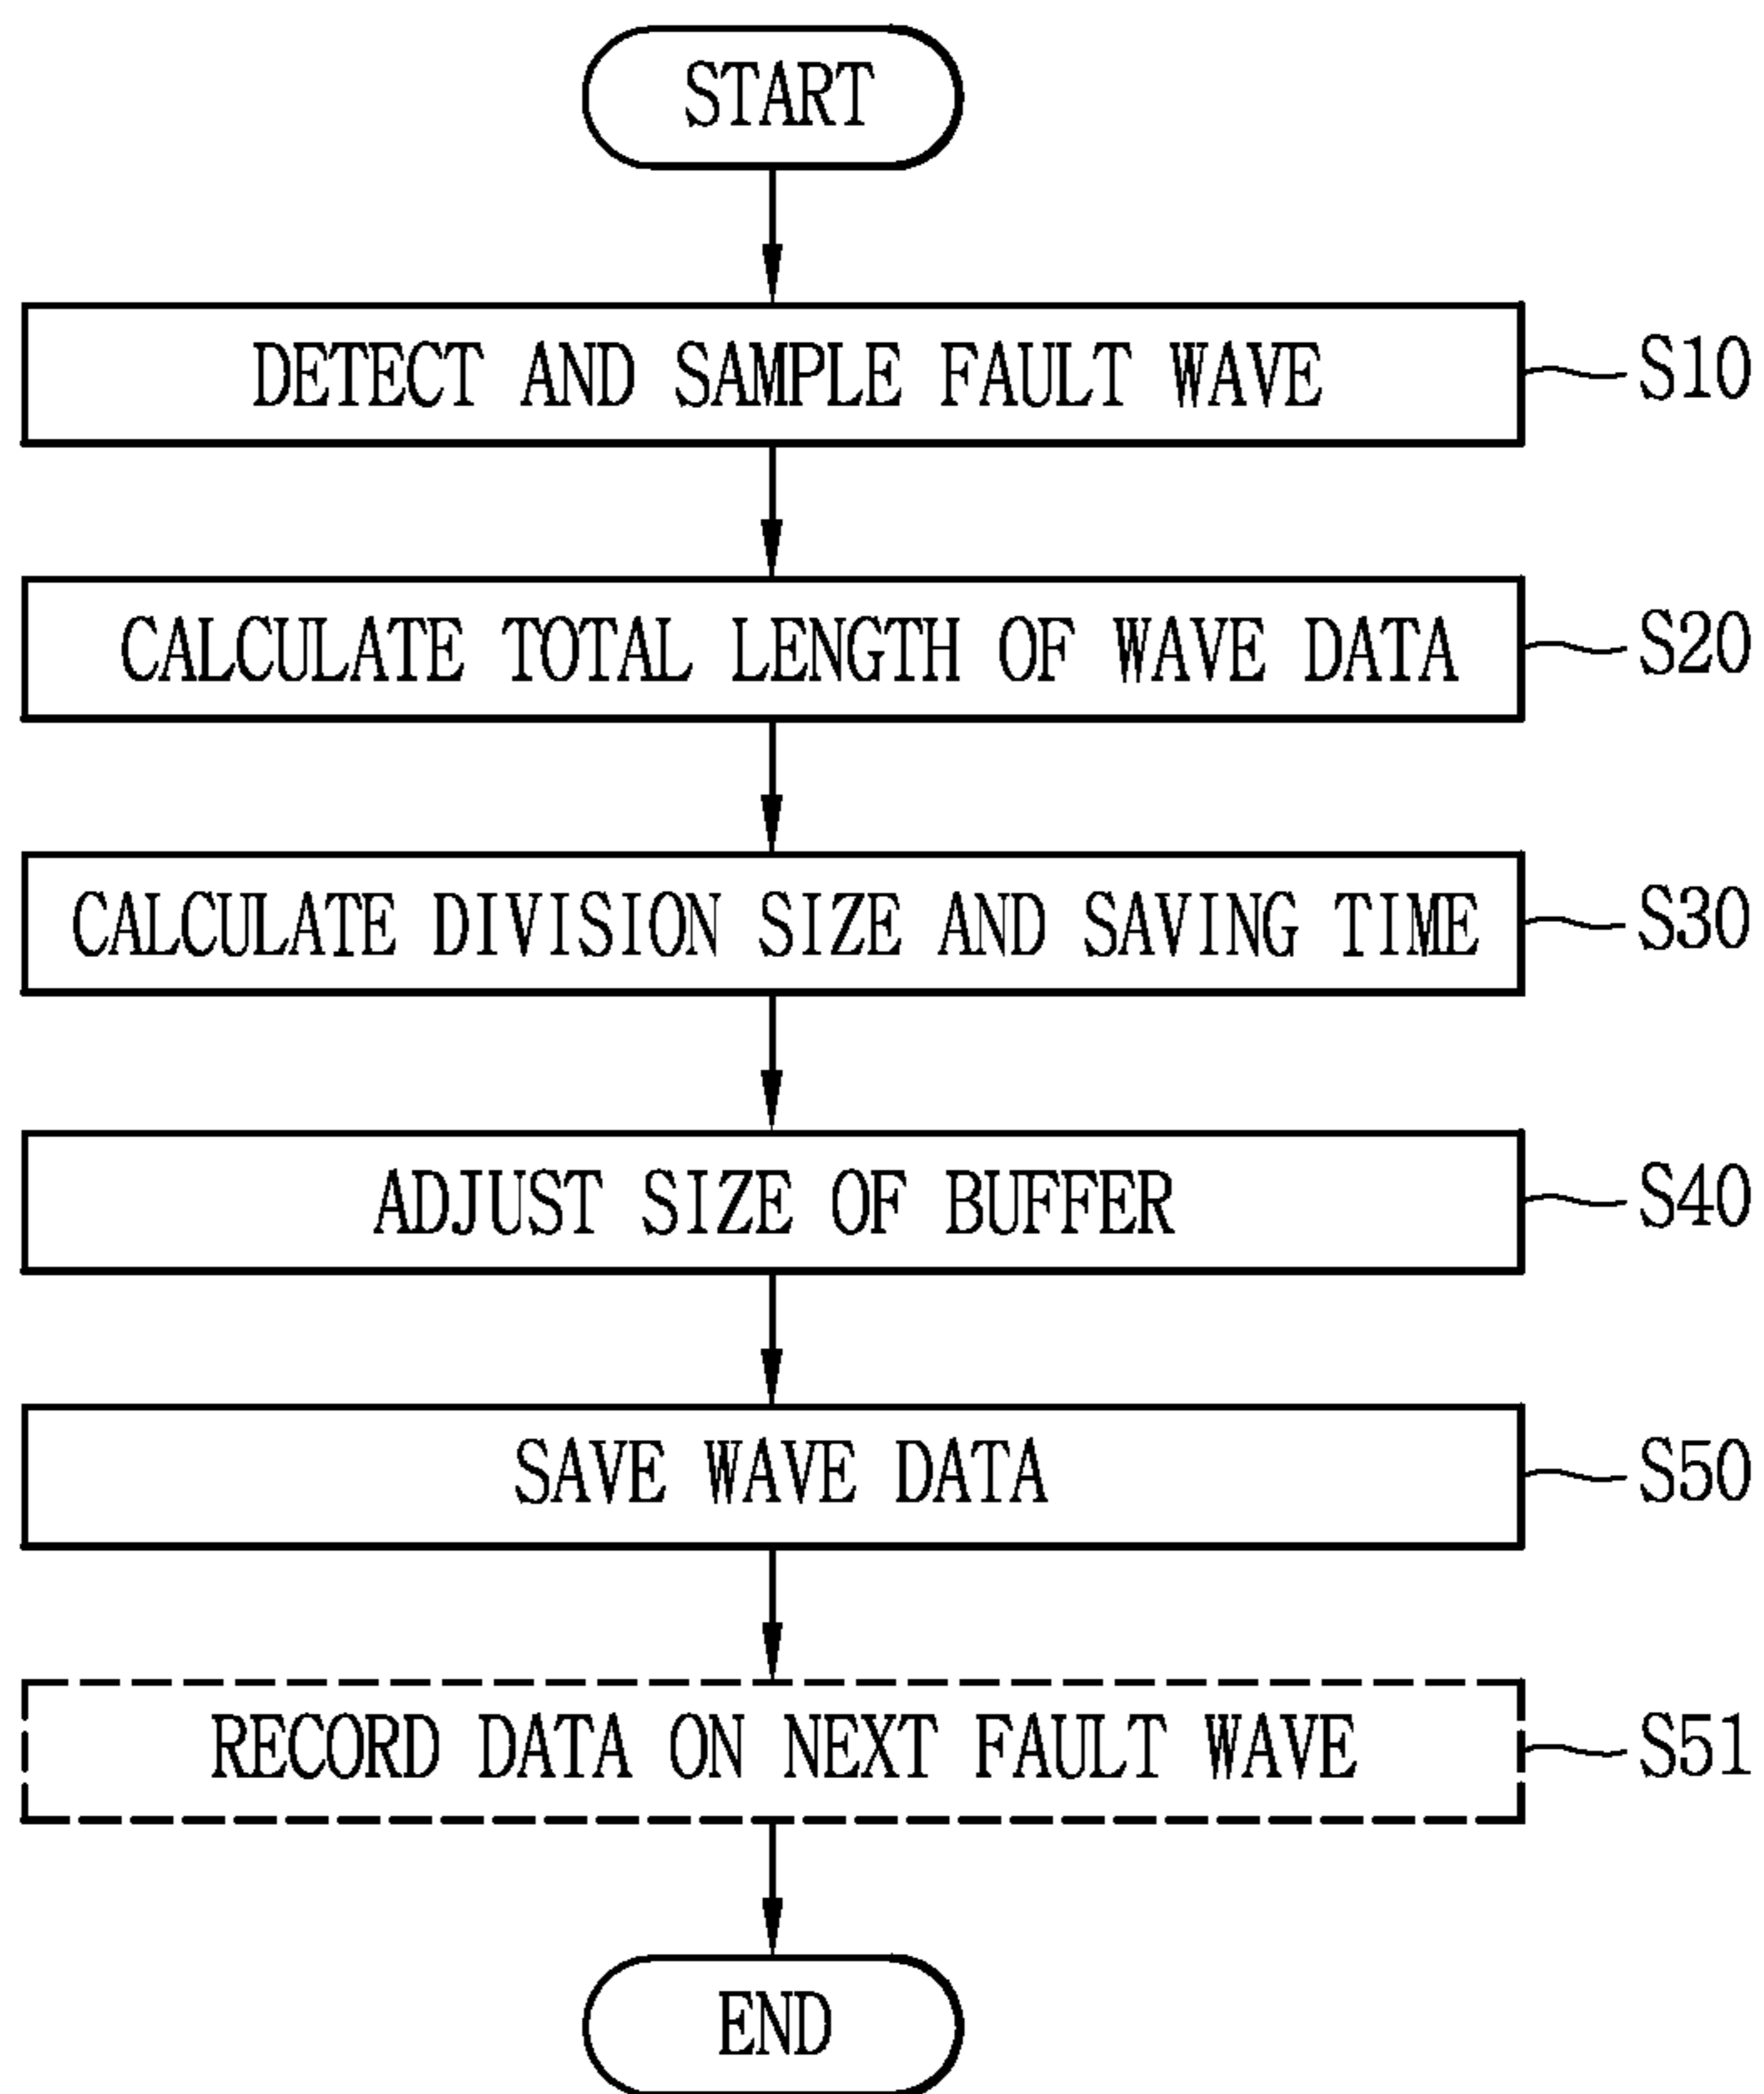 START
DETECT AND SAMPLE FAULT WAVE S10
CALCULATE TOTAL LENGTH OF WAVE DATA S20
CALCULATE DIVISION SIZE AND SAVING TIME S30
ADJUST SIZE OF BUFFER S40
SAVE WAVE DATA S50
RECORD DATA ON NEXT FAULT WAVE S51
END